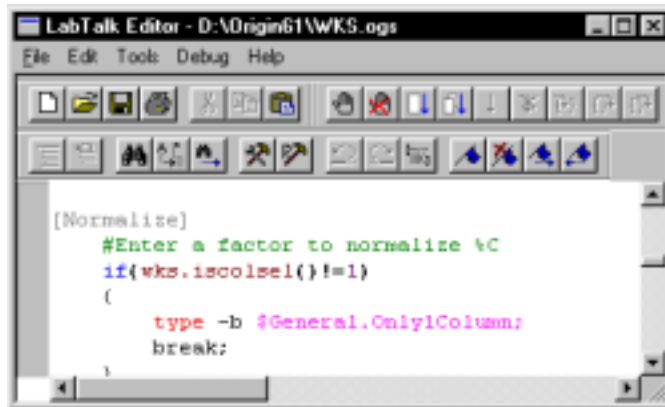 LabTalk Editor - D:\Origin61\WKS.ogs
File Edit Tools Debug Help
[Normalize]
#Enter a factor to normalize %C
if(wks.iscolsel()!=1)
{
type -b $General.Only1Column;
break;
}